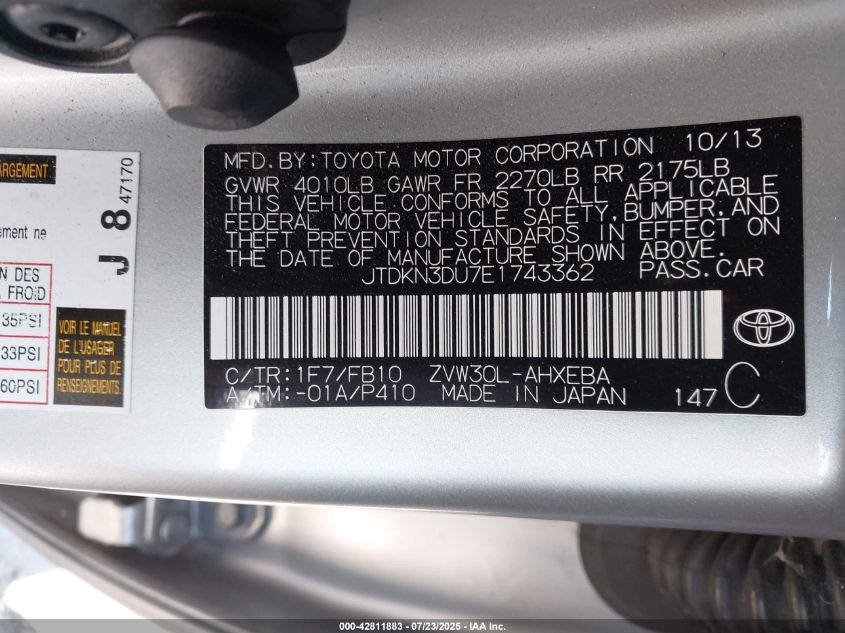 ARGEMENT
ement ne
N DES
FROID
35PSI
33PSI
60PSI
J 8 47170
VOIR LE MANUEL
DE L'USAGER
POUR PLUS DE
RENSEIGNEMENTS.
MFD. BY: TOYOTA MOTOR CORPORATION 10/13
GVWR 4010LB GAWR FR 2270LB RR 2175LB
THIS VEHICLE CONFORMS TO ALL APPLICABLE
FEDERAL MOTOR VEHICLE SAFETY, BUMPER, AND
THEFT PREVENTION STANDARDS IN EFFECT ON
THE DATE OF MANUFACTURE SHOWN ABOVE.
JTDKN3DU7E1743362 PASS. CAR
C/TR: 1F7/FB10 ZVW30L-AHXEBA
A/TM: -01A/P410 MADE IN JAPAN 147 C
000-42811883 / 07/23/2025 - IAA Inc.